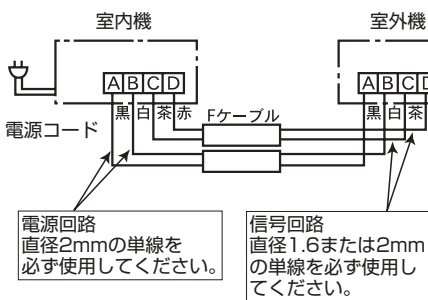 室内機
室外機
A B C D
A B C D
黒 白 茶 赤
Fケーブル
黒 白 茶
電源コード
電源回路
直径2mmの単線を
必ず使用してください。
信号回路
直径1.6または2mm
の単線を必ず使用し
てください。